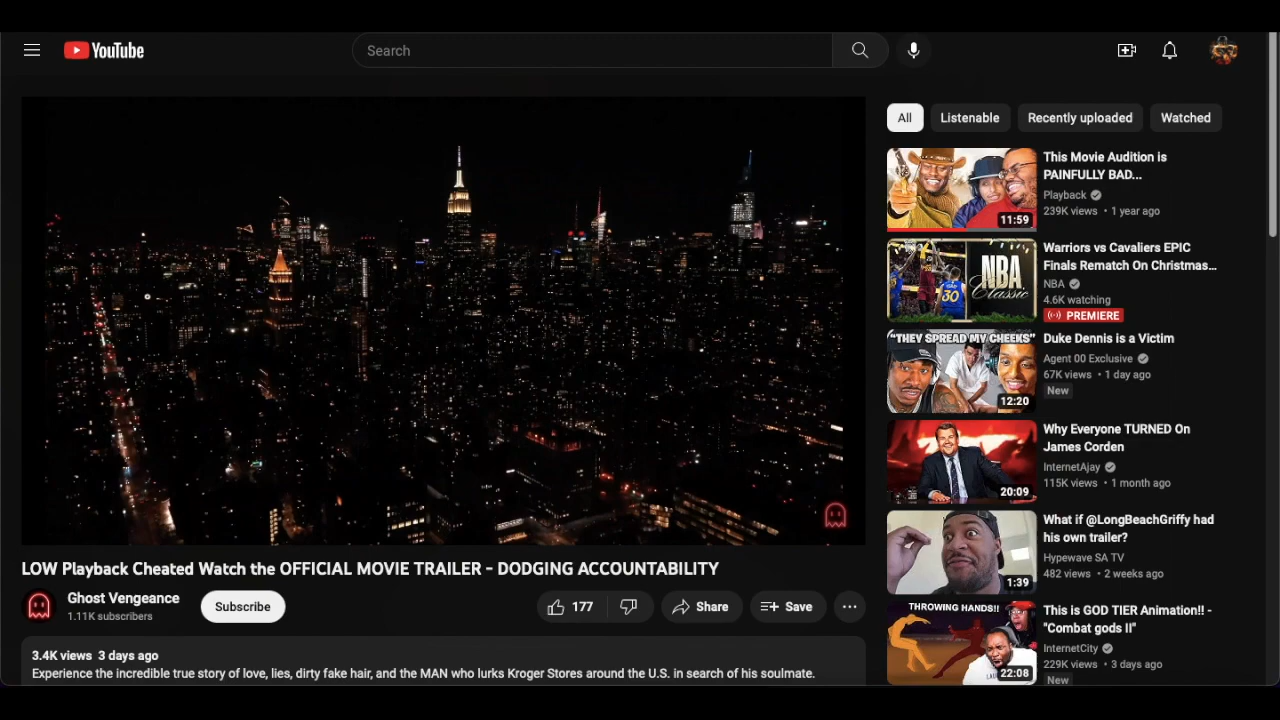 YouTube
Search
All
Listenable
Recently uploaded
Watched
11:59
This Movie Audition is
PAINFULLY BAD...
Playback
239K views • 1 year ago
NBA
Classic
30
Warriors vs Cavaliers EPIC
Finals Rematch On Christmas...
NBA
4.6K watching
PREMIERE
"THEY SPREAD MY CHEEKS"
12:20
Duke Dennis is a Victim
Agent 00 Exclusive
67K views • 1 day ago
New
20:09
Why Everyone TURNED On
James Corden
InternetAjay
115K views • 1 month ago
1:39
What if @LongBeachGriffy had
his own trailer?
Hypewave SA TV
482 views • 2 weeks ago
THROWING HANDS!!
22:08
This is GOD TIER Animation!! -
"Combat gods II"
InternetCity
229K views • 3 days ago
New
LOW Playback Cheated Watch the OFFICIAL MOVIE TRAILER - DODGING ACCOUNTABILITY
Ghost Vengeance
1.11K subscribers
Subscribe
177
Share
Save
3.4K views 3 days ago
Experience the incredible true story of love, lies, dirty fake hair, and the MAN who lurks Kroger Stores around the U.S. in search of his soulmate.